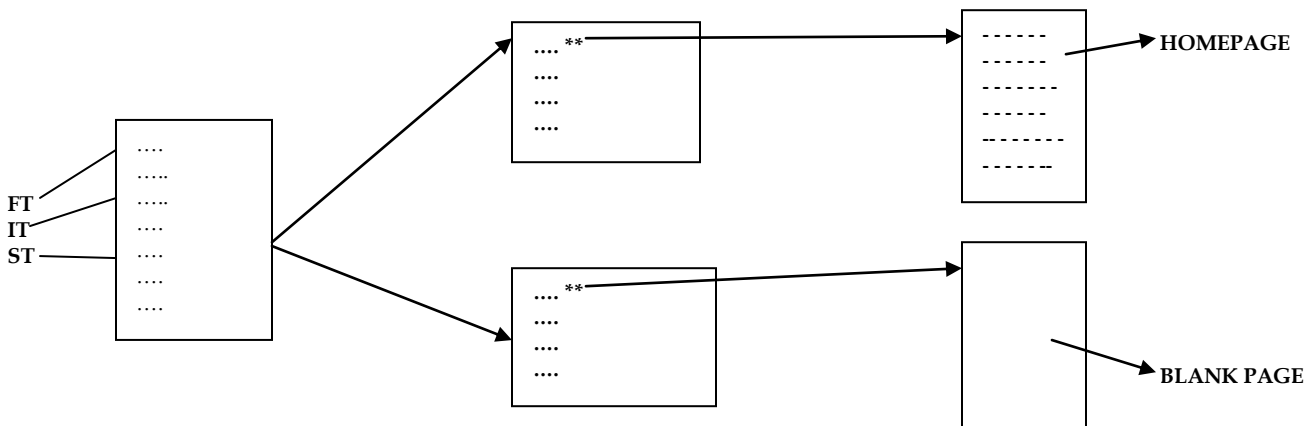 FT
IT
ST
....
.....
.....
....
....
....
....
.... **
....
....
....
.... **
....
....
....
- - - - - -
- - - - - -
- - - - - - -
- - - - - -
-- - - - - - -
- - - - - --
HOMEPAGE
BLANK PAGE